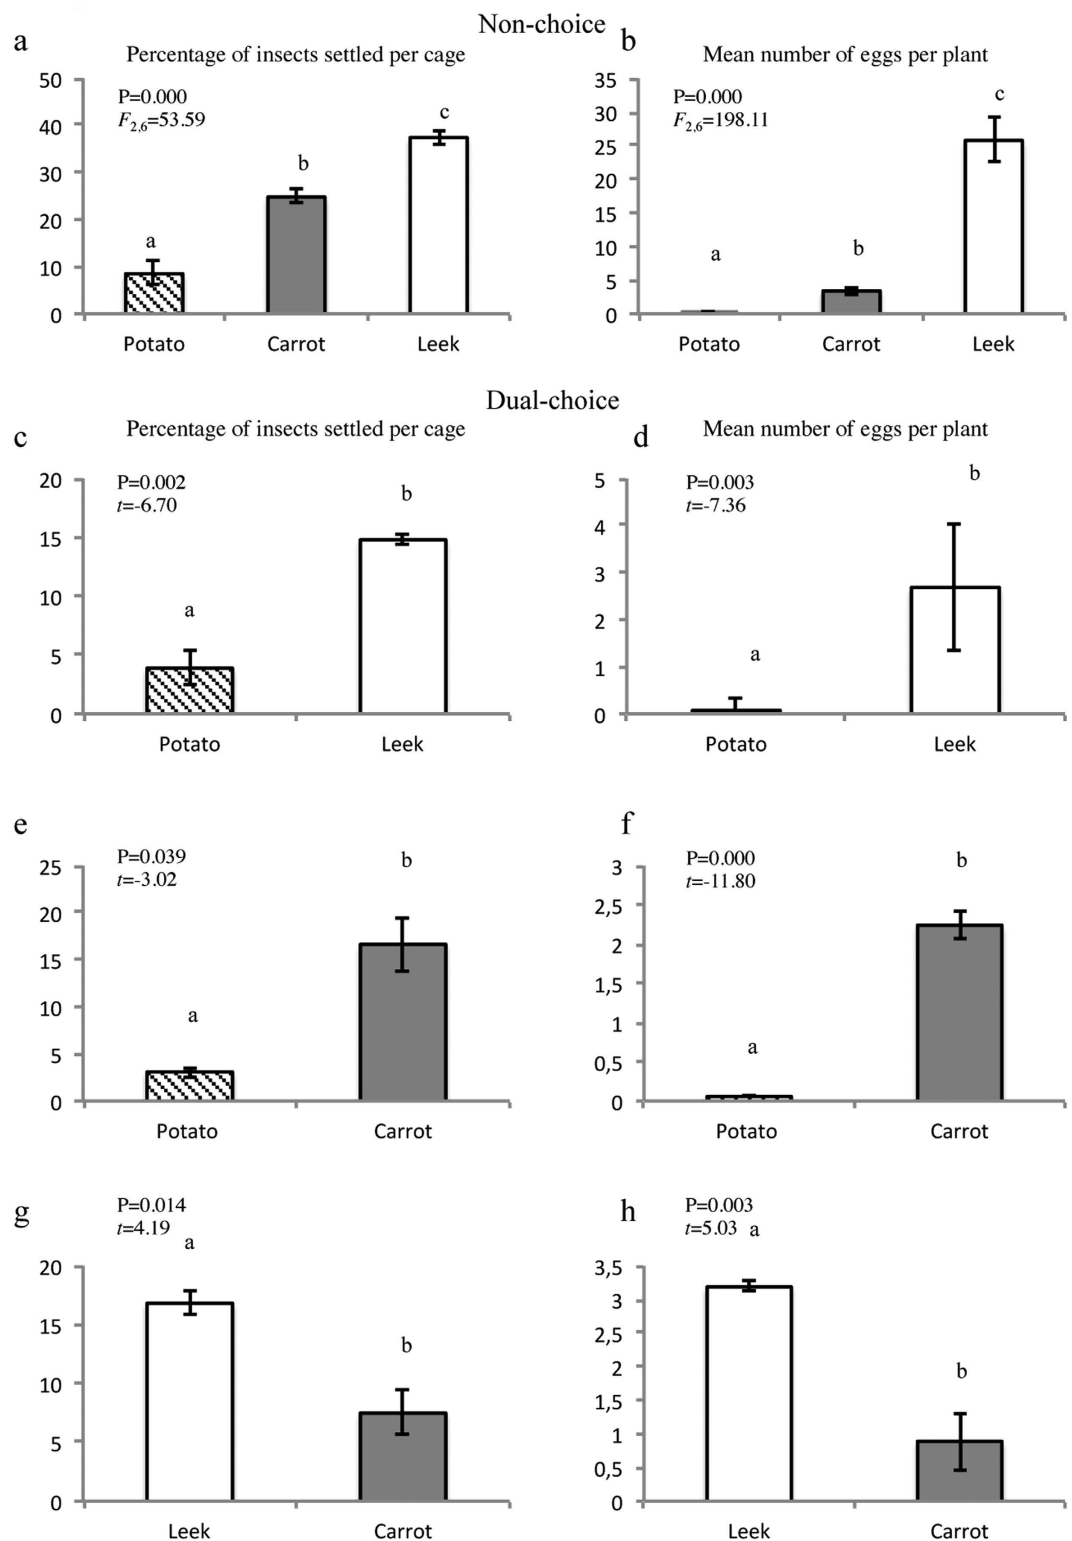 Non-choice
a
Percentage of insects settled per cage
P=0.000
F2,6=53.59
50
40
30
20
10
0
a
b
c
Potato Carrot Leek
b
Mean number of eggs per plant
P=0.000
F2,6=198.11
35
30
25
20
15
10
5
0
a
b
c
Potato Carrot Leek
Dual-choice
c
Percentage of insects settled per cage
P=0.002
t=-6.70
20
15
10
5
0
a
b
Potato Leek
d
Mean number of eggs per plant
P=0.003
t=-7.36
5
4
3
2
1
0
a
b
Potato Leek
e
P=0.039
t=-3.02
25
20
15
10
5
0
a
b
Potato Carrot
f
P=0.000
t=-11.80
3
2,5
2
1,5
1
0,5
0
a
b
Potato Carrot
g
P=0.014
t=4.19
20
15
10
5
0
a
b
Leek Carrot
h
P=0.003
t=5.03
3,5
3
2,5
2
1,5
1
0,5
0
a
b
Leek Carrot